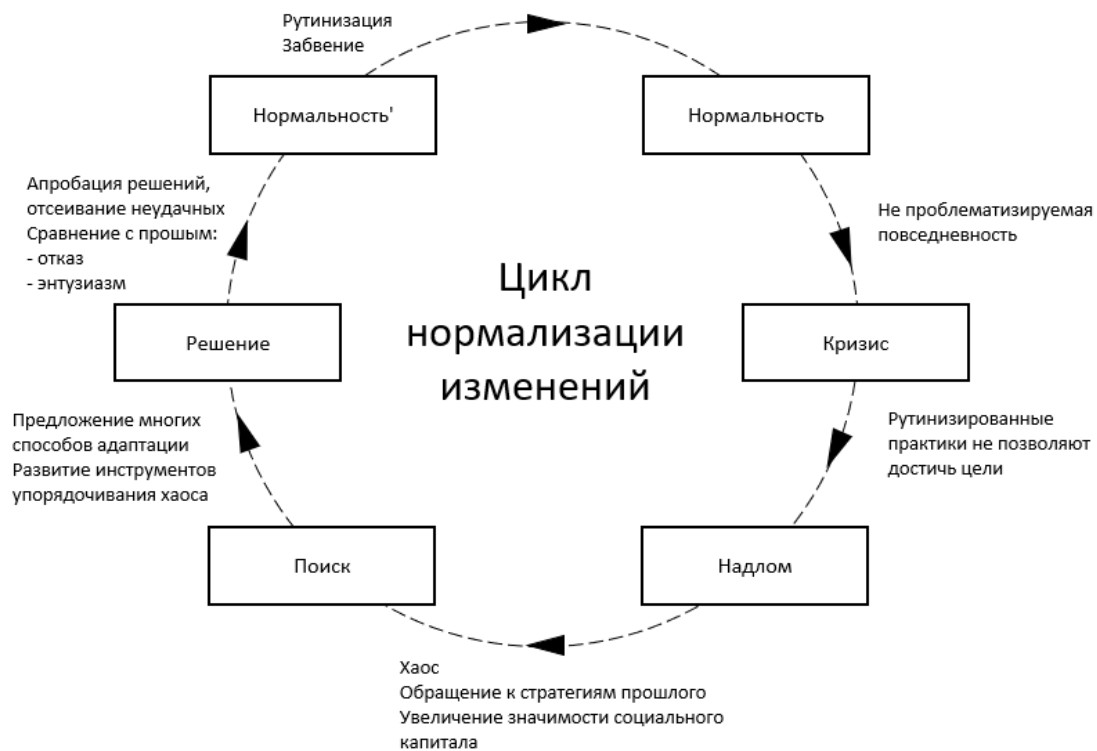 Рутинизация
Забвение
Нормальность'
Нормальность
Апробация решений,
отсеивание неудачных
Сравнение с прошым:
- отказ
- энтузиазм
Не проблематизируемая
повседневность
Цикл
нормализации
изменений
Решение
Кризис
Предложение многих
способов адаптации
Развитие инструментов
упорядочивания хаоса
Рутинизированные
практики не позволяют
достичь цели
Поиск
Надлом
Хаос
Обращение к стратегиям прошлого
Увеличение значимости социального
капитала